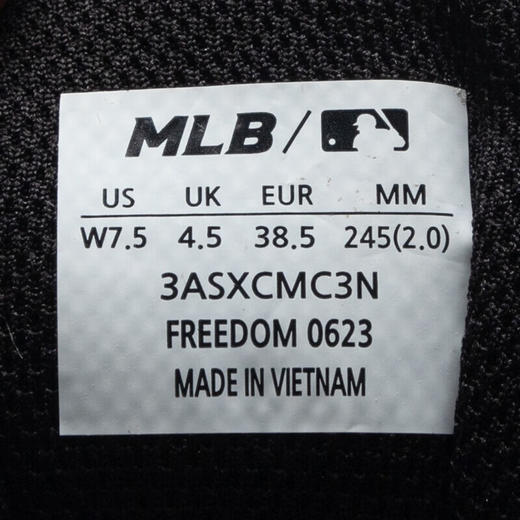 MLB/
US UK EUR MM
W7.5 4.5 38.5 245(2.0)
3ASXCMC3N
FREEDOM 0623
MADE IN VIETNAM